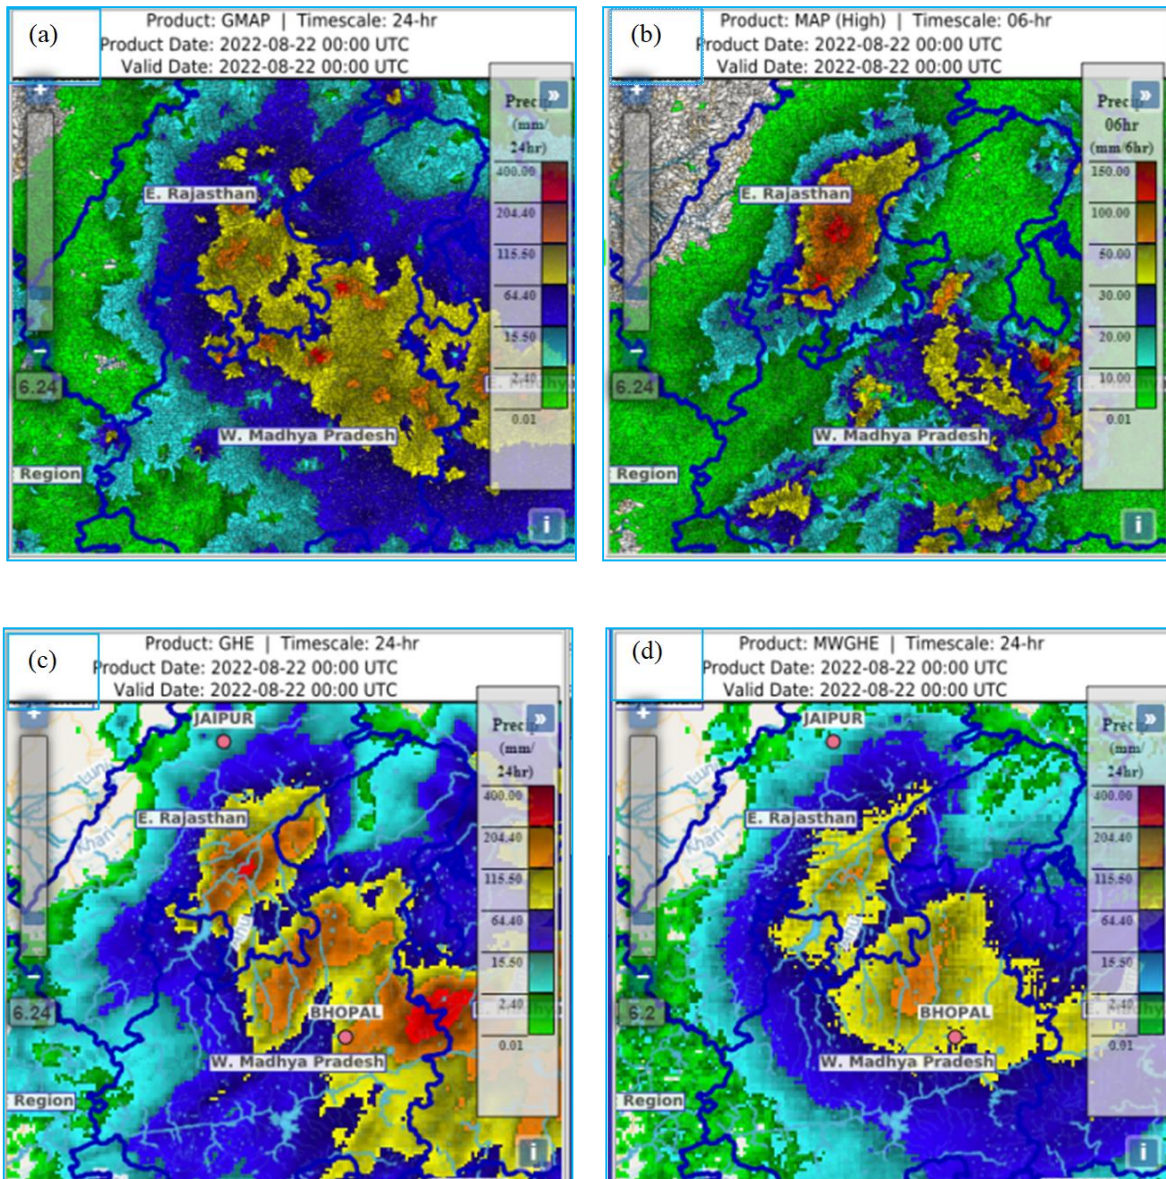 (a)
Product: GMAP | Timescale: 24-hr
Product Date: 2022-08-22 00:00 UTC
Valid Date: 2022-08-22 00:00 UTC
+
»
Precip
(mm/
24hr)
400.00
204.40
115.50
64.40
15.50
2.40
0.01
E. Rajasthan
6.24
W. Madhya Pradesh
Region
i
(b)
Product: MAP (High) | Timescale: 06-hr
Product Date: 2022-08-22 00:00 UTC
Valid Date: 2022-08-22 00:00 UTC
+
»
Precip
06hr
(mm/6hr)
150.00
100.00
50.00
30.00
20.00
10.00
0.01
E. Rajasthan
6.24
W. Madhya Pradesh
Region
i
(c)
Product: GHE | Timescale: 24-hr
Product Date: 2022-08-22 00:00 UTC
Valid Date: 2022-08-22 00:00 UTC
+
»
Precip
(mm/
24hr)
400.00
204.40
115.50
64.40
15.50
2.40
0.01
JAIPUR
Luni
E. Rajasthan
Khari
6.24
BHOPAL
W. Madhya Pradesh
Region
i
(d)
Product: MWGHE | Timescale: 24-hr
Product Date: 2022-08-22 00:00 UTC
Valid Date: 2022-08-22 00:00 UTC
+
»
Precip
(mm/
24hr)
400.00
204.40
115.50
64.40
15.50
2.40
0.01
JAIPUR
Luni
E. Rajasthan
Khari
6.2
BHOPAL
W. Madhya Pradesh
Region
i